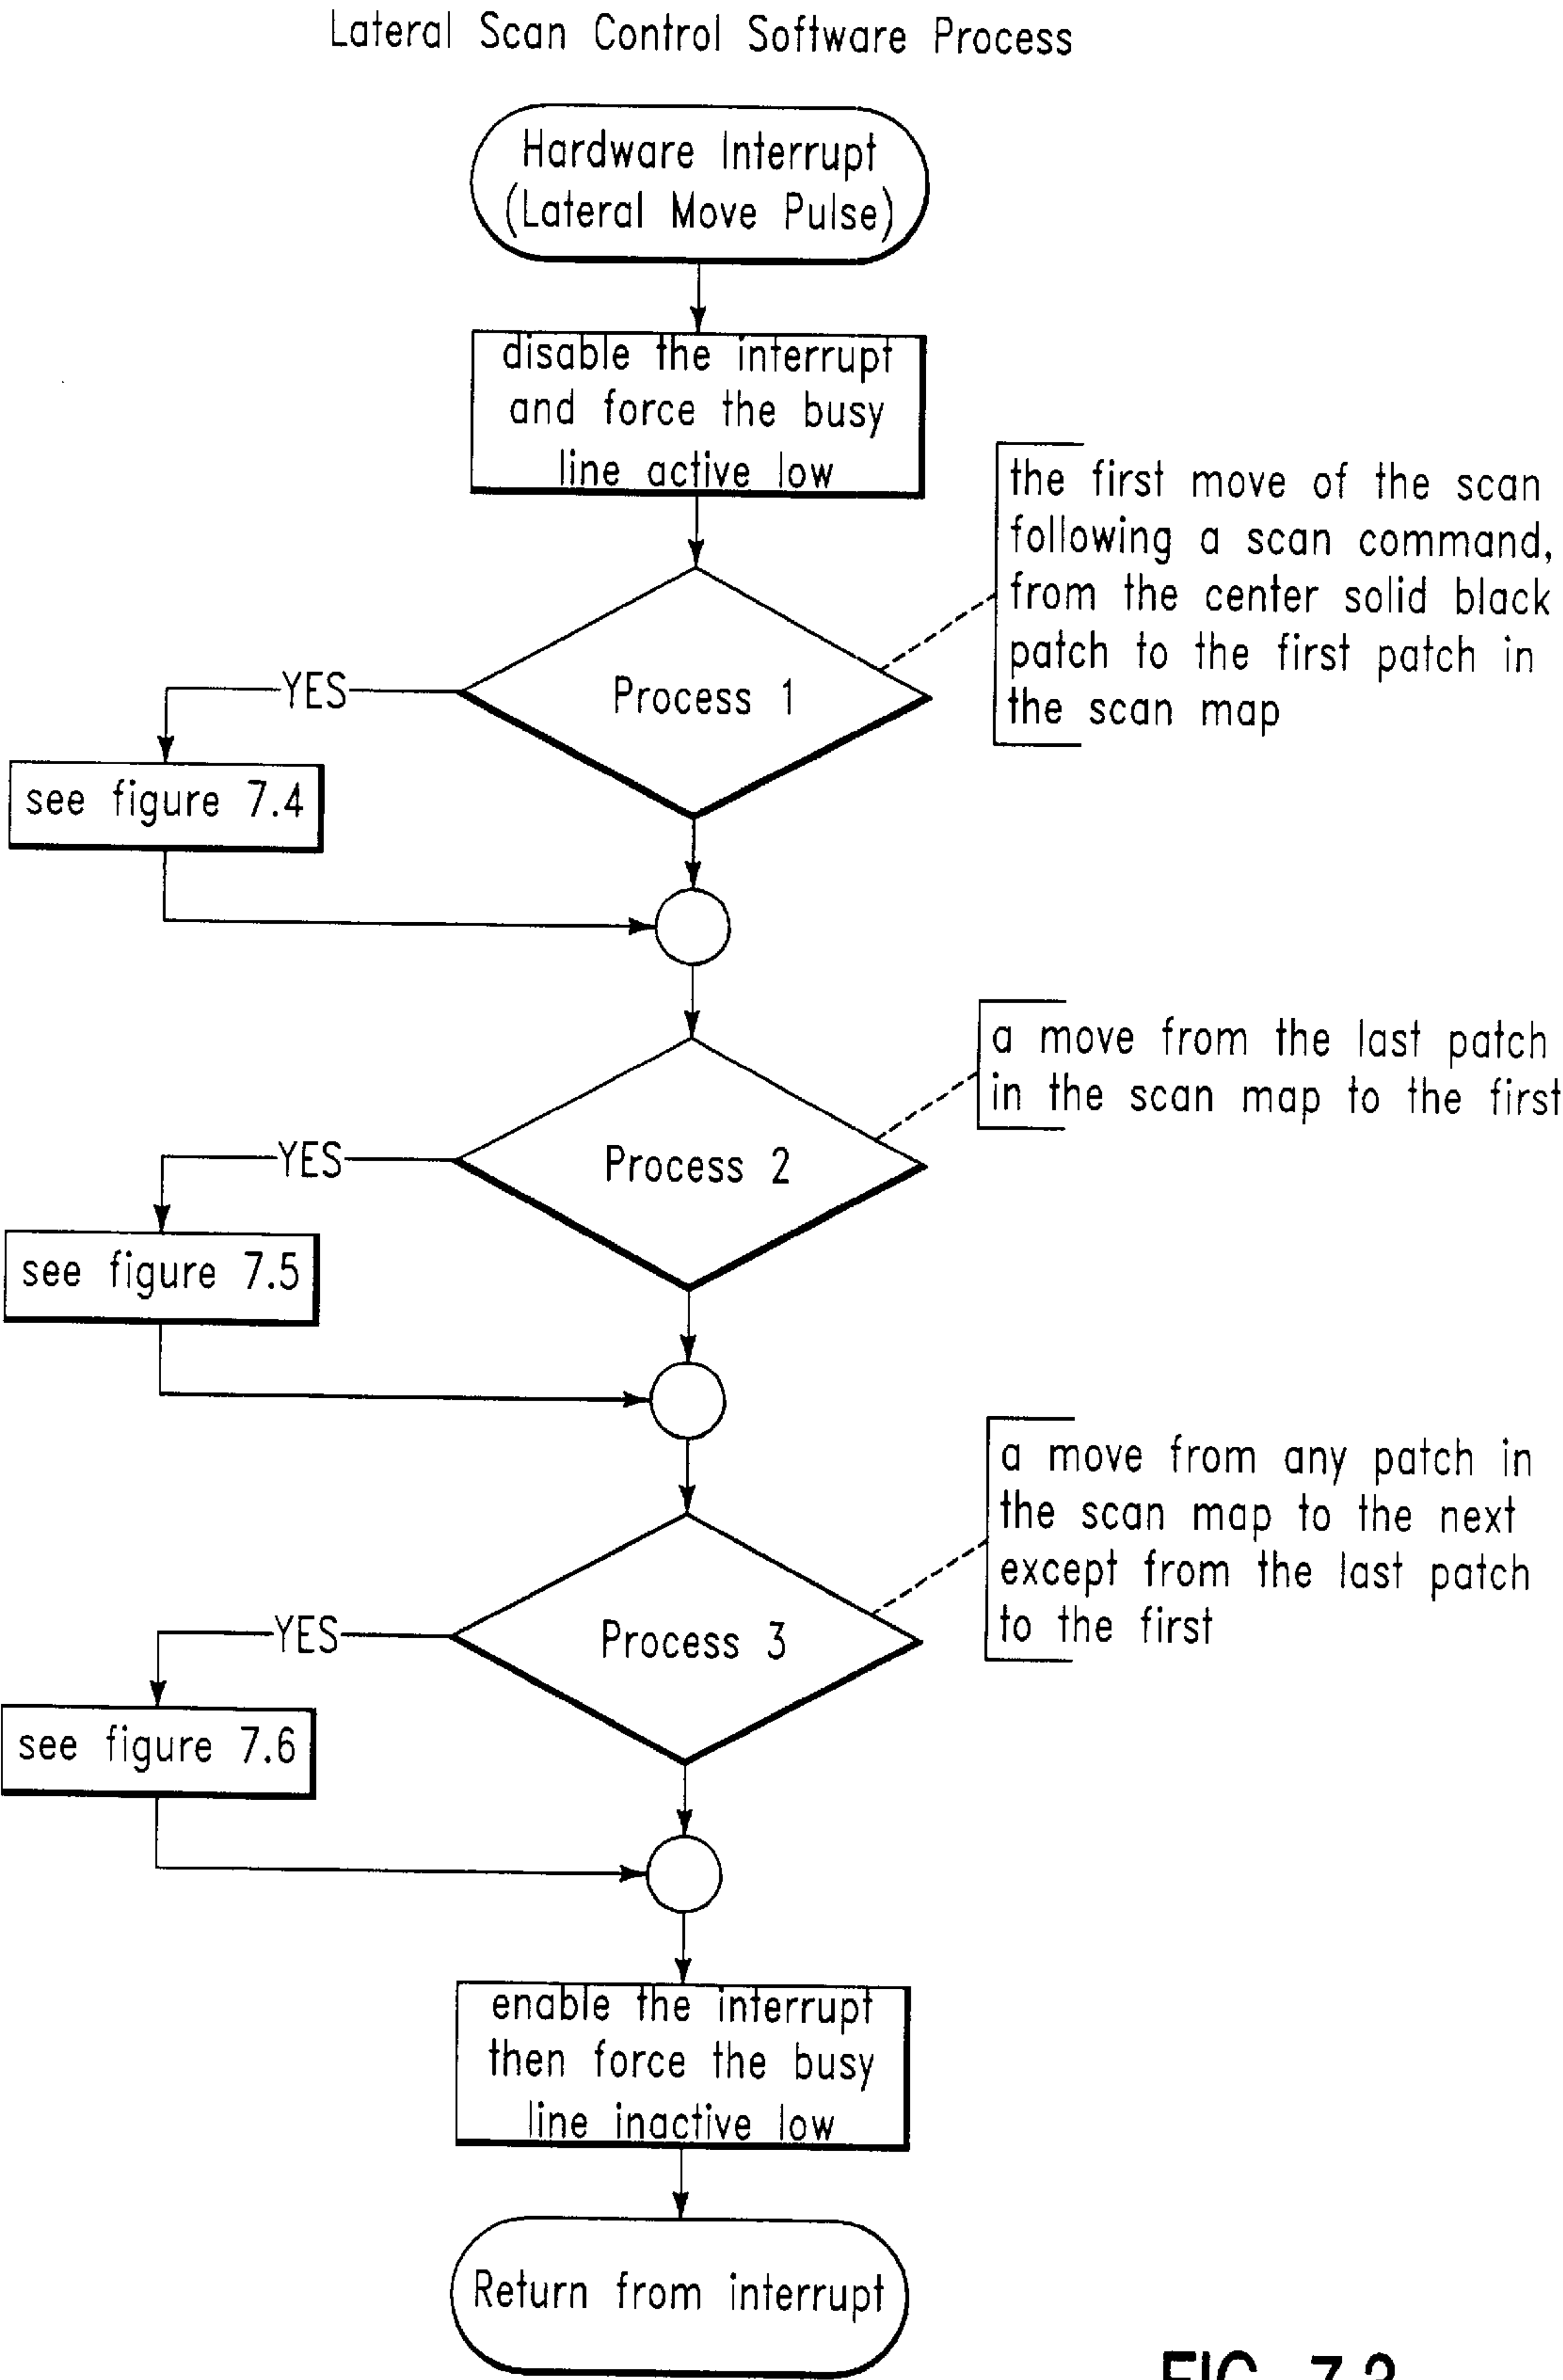 Lateral Scan Control Software Process
Hardware Interrupt
(Lateral Move Pulse)
disable the interrupt
and force the busy
line active low
the first move of the scan
following a scan command,
from the center solid black
patch to the first patch in
the scan map
Process 1
YES
see figure 7.4
a move from the last patch
in the scan map to the first
Process 2
YES
see figure 7.5
a move from any patch in
the scan map to the next
except from the last patch
to the first
Process 3
YES
see figure 7.6
enable the interrupt
then force the busy
line inactive low
Return from interrupt